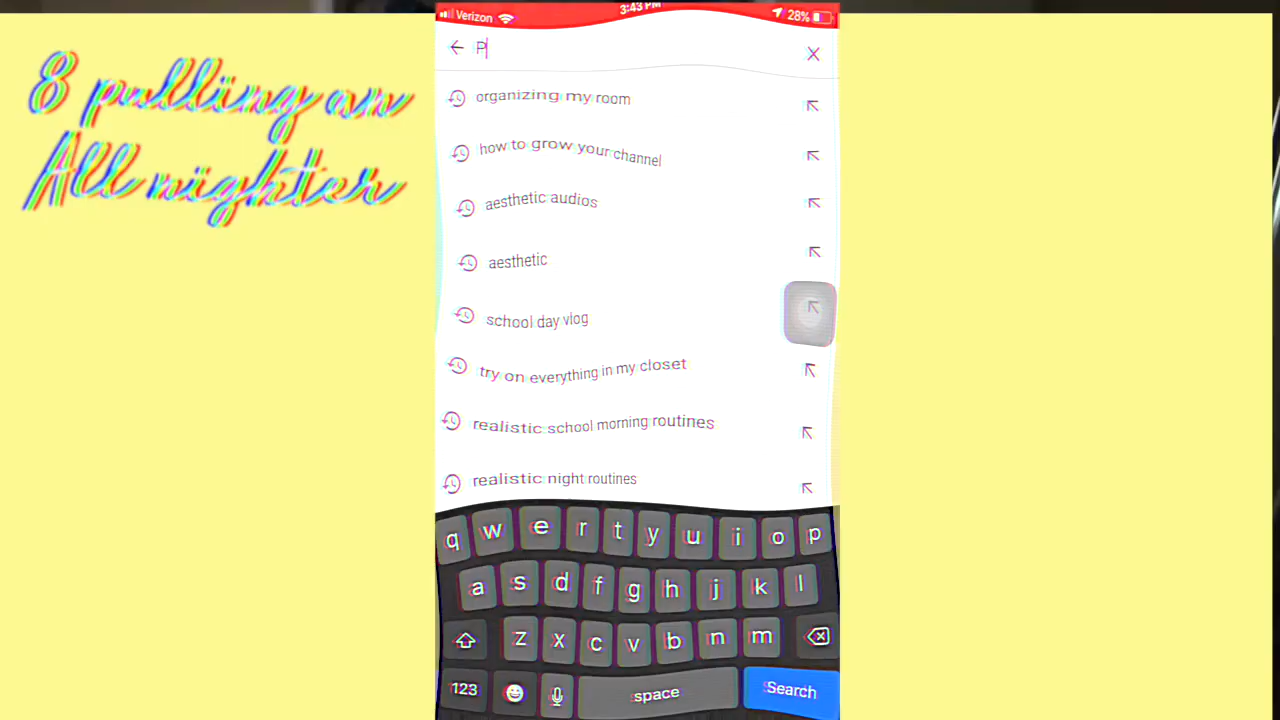 8 pulling an
All nighter
Verizon 3:43 PM 28%
P
organizing my room
how to grow your channel
aesthetic audios
aesthetic
school day vlog
try on everything in my closet
realistic school morning routines
realistic night routines
q w e r t y u i o p
a s d f g h j k l
z x c v b n m
123 space Search